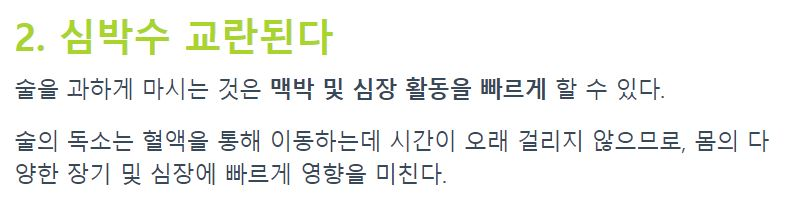 2. 심박수 교란된다
술을 과하게 마시는 것은 맥박 및 심장 활동을 빠르게 할 수 있다.
술의 독소는 혈액을 통해 이동하는데 시간이 오래 걸리지 않으므로, 몸의 다
양한 장기 및 심장에 빠르게 영향을 미친다.